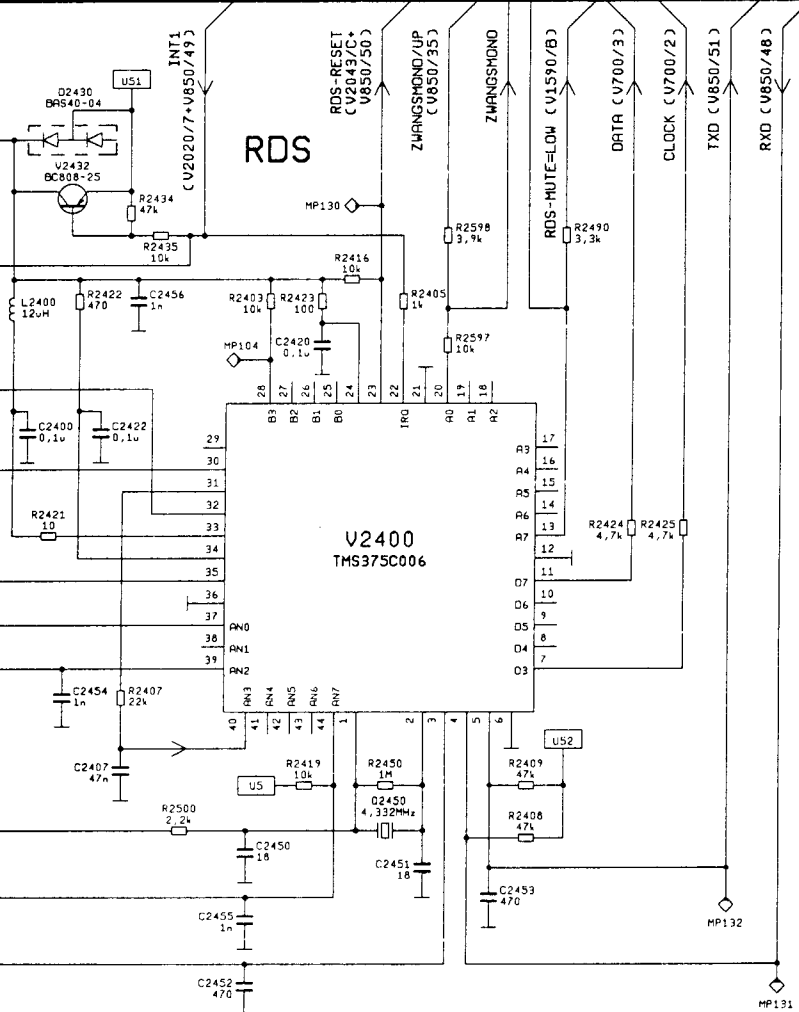 INT1
(V2020/7+V850/49)
RDS-RESET
(V2043/C+
V850/50)
ZWANGSMONO/UP
(V850/35)
ZWANGSMONO
RDS-MUTE=LOW (V1590/B)
DATA (V700/3)
CLOCK (V700/2)
TXD (V850/51)
RXD (V850/48)
US1
D2430
BAS40-04
V2432
BC808-25
RDS
R2434
47k
R2435
10k
MP130
R2598
3,9k
R2490
3,3k
L2400
12uH
R2422
470
C2456
1n
R2403
10k
R2423
100
R2416
10k
R2405
1k
C2420
0,1u
MP104
R2597
10k
28
27
26
25
24
23
22
21
20
19
18
B3
B2
B1
B0
IRQ
A0
A1
A2
C2400
0,1u
C2422
0,1u
R2421
10
29
30
31
32
33
34
35
36
37
38
39
AN0
AN1
AN2
V2400
TMS375C006
A3
A4
A5
A6
A7
D7
D6
D5
D4
D3
17
16
15
14
13
12
11
10
9
8
7
R2424
4,7k
R2425
4,7k
C2454
1n
R2407
22k
AN3
AN4
AN5
AN6
AN7
40
41
42
43
44
1
2
3
4
5
6
C2407
47n
U5
R2419
10k
R2450
1M
Q2450
4,332MHz
US2
R2409
47k
R2408
47k
R2500
2,2k
C2450
18
C2451
18
C2453
470
C2455
1n
MP132
C2452
470
MP131